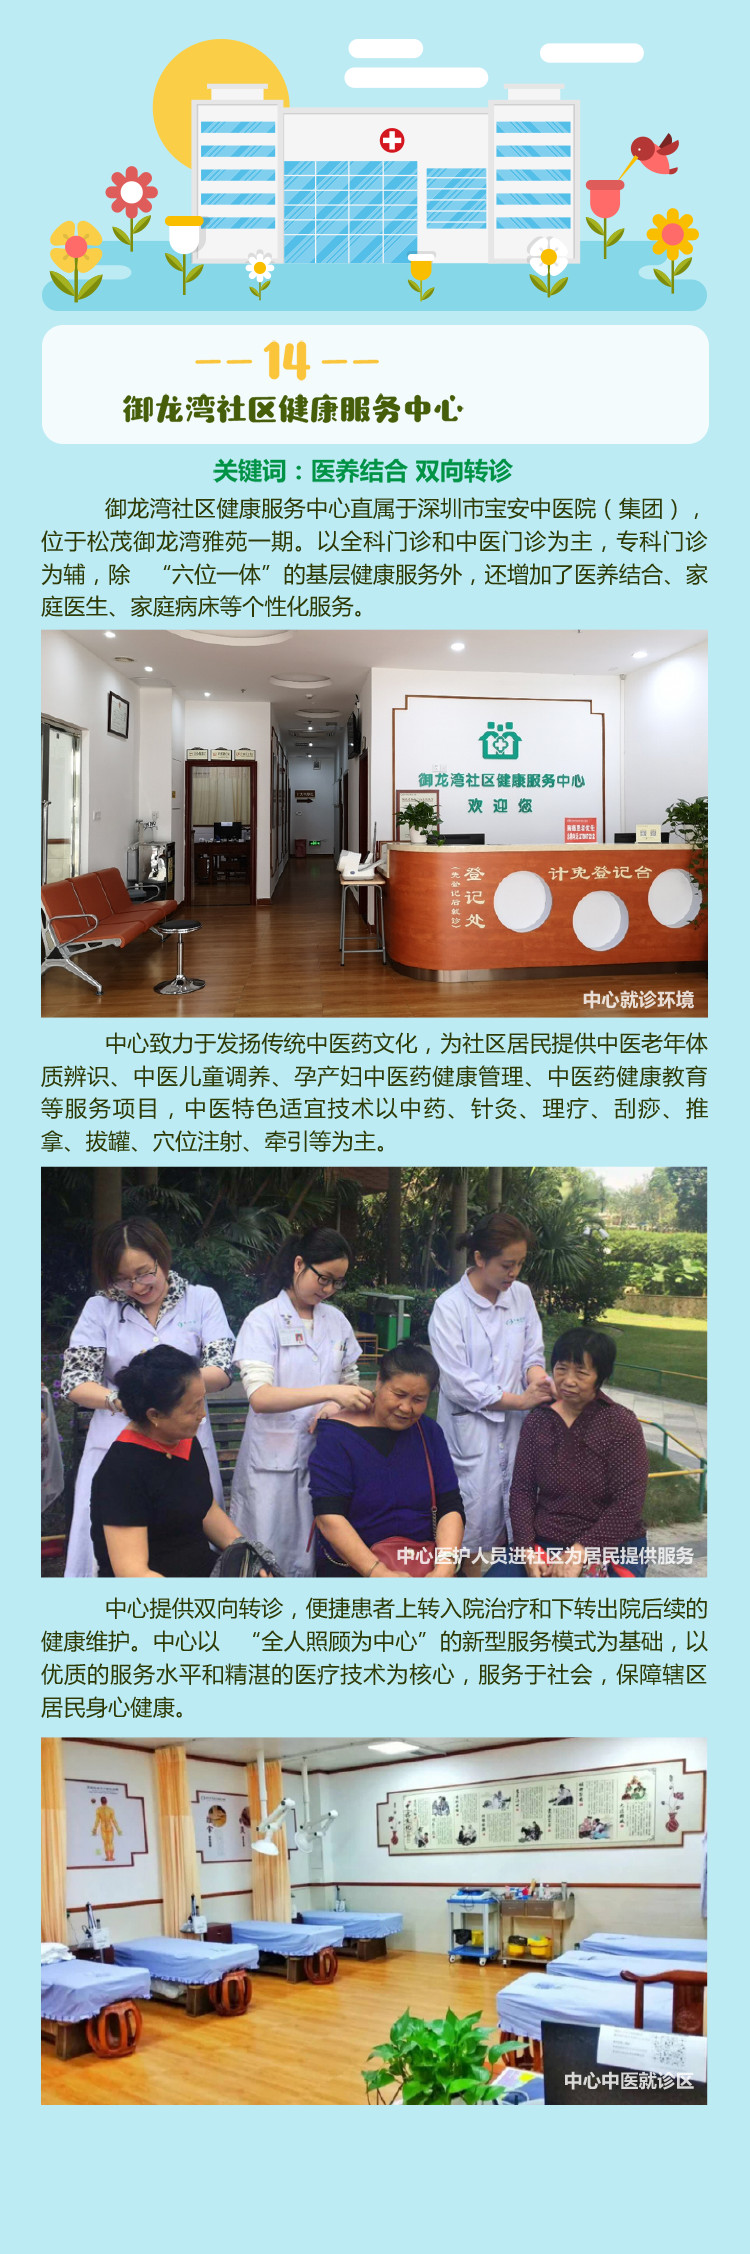 ——14——
御龙湾社区健康服务中心
关键词：医养结合 双向转诊
御龙湾社区健康服务中心直属于深圳市宝安中医院（集团），
位于松茂御龙湾雅苑一期。以全科门诊和中医门诊为主，专科门诊
为辅，除 “六位一体”的基层健康服务外，还增加了医养结合、家
庭医生、家庭病床等个性化服务。
御龙湾社区健康服务中心
欢迎您
登记处
计免登记台
中心就诊环境
中心致力于发扬传统中医药文化，为社区居民提供中医老年体
质辨识、中医儿童调养、孕产妇中医药健康管理、中医药健康教育
等服务项目，中医特色适宜技术以中药、针灸、理疗、刮痧、推
拿、拔罐、穴位注射、牵引等为主。
中心医护人员进社区为居民提供服务
中心提供双向转诊，便捷患者上转入院治疗和下转出院后续的
健康维护。中心以 “全人照顾为中心”的新型服务模式为基础，以
优质的服务水平和精湛的医疗技术为核心，服务于社会，保障辖区
居民身心健康。
中心中医就诊区